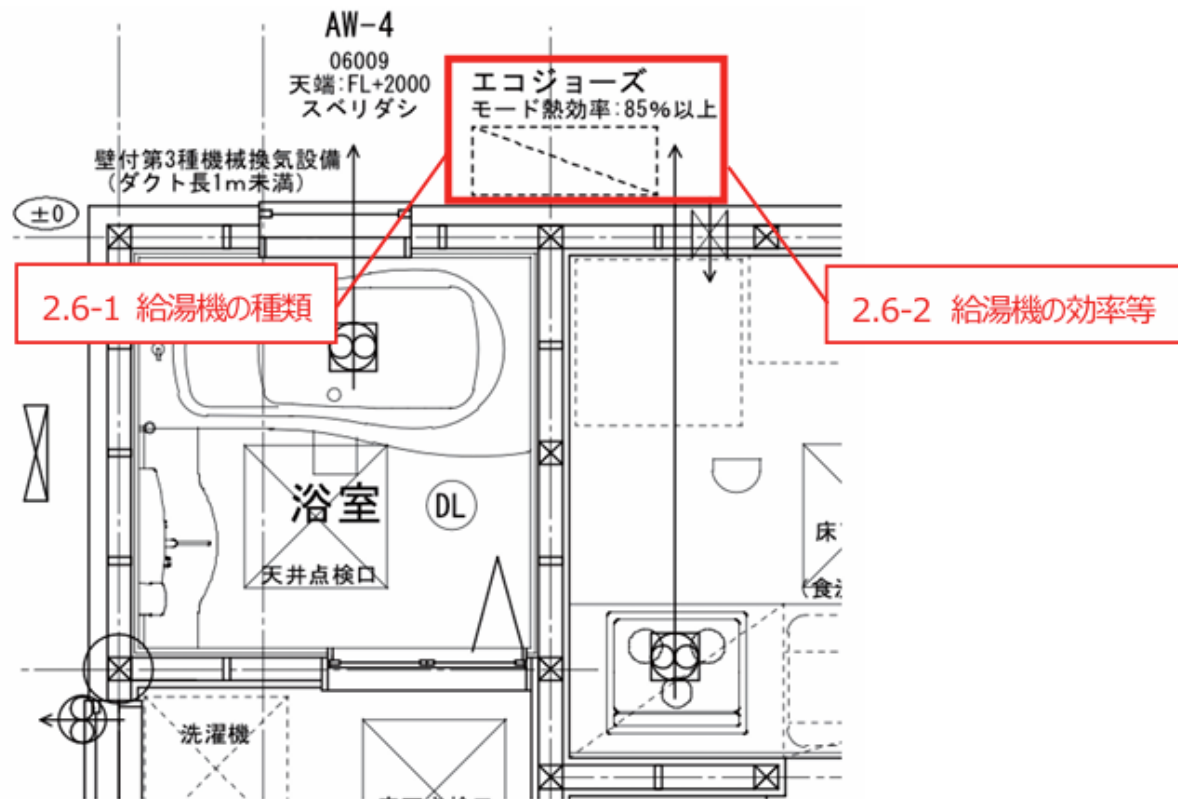 AW-4
06009
天端:FL+2000
スベリダシ
エコジョーズ
モード熱効率:85%以上
壁付第3種機械換気設備
(ダクト長1m未満)
±0
2.6-1 給湯機の種類
2.6-2 給湯機の効率等
浴室
DL
天井点検口
床
洗濯機